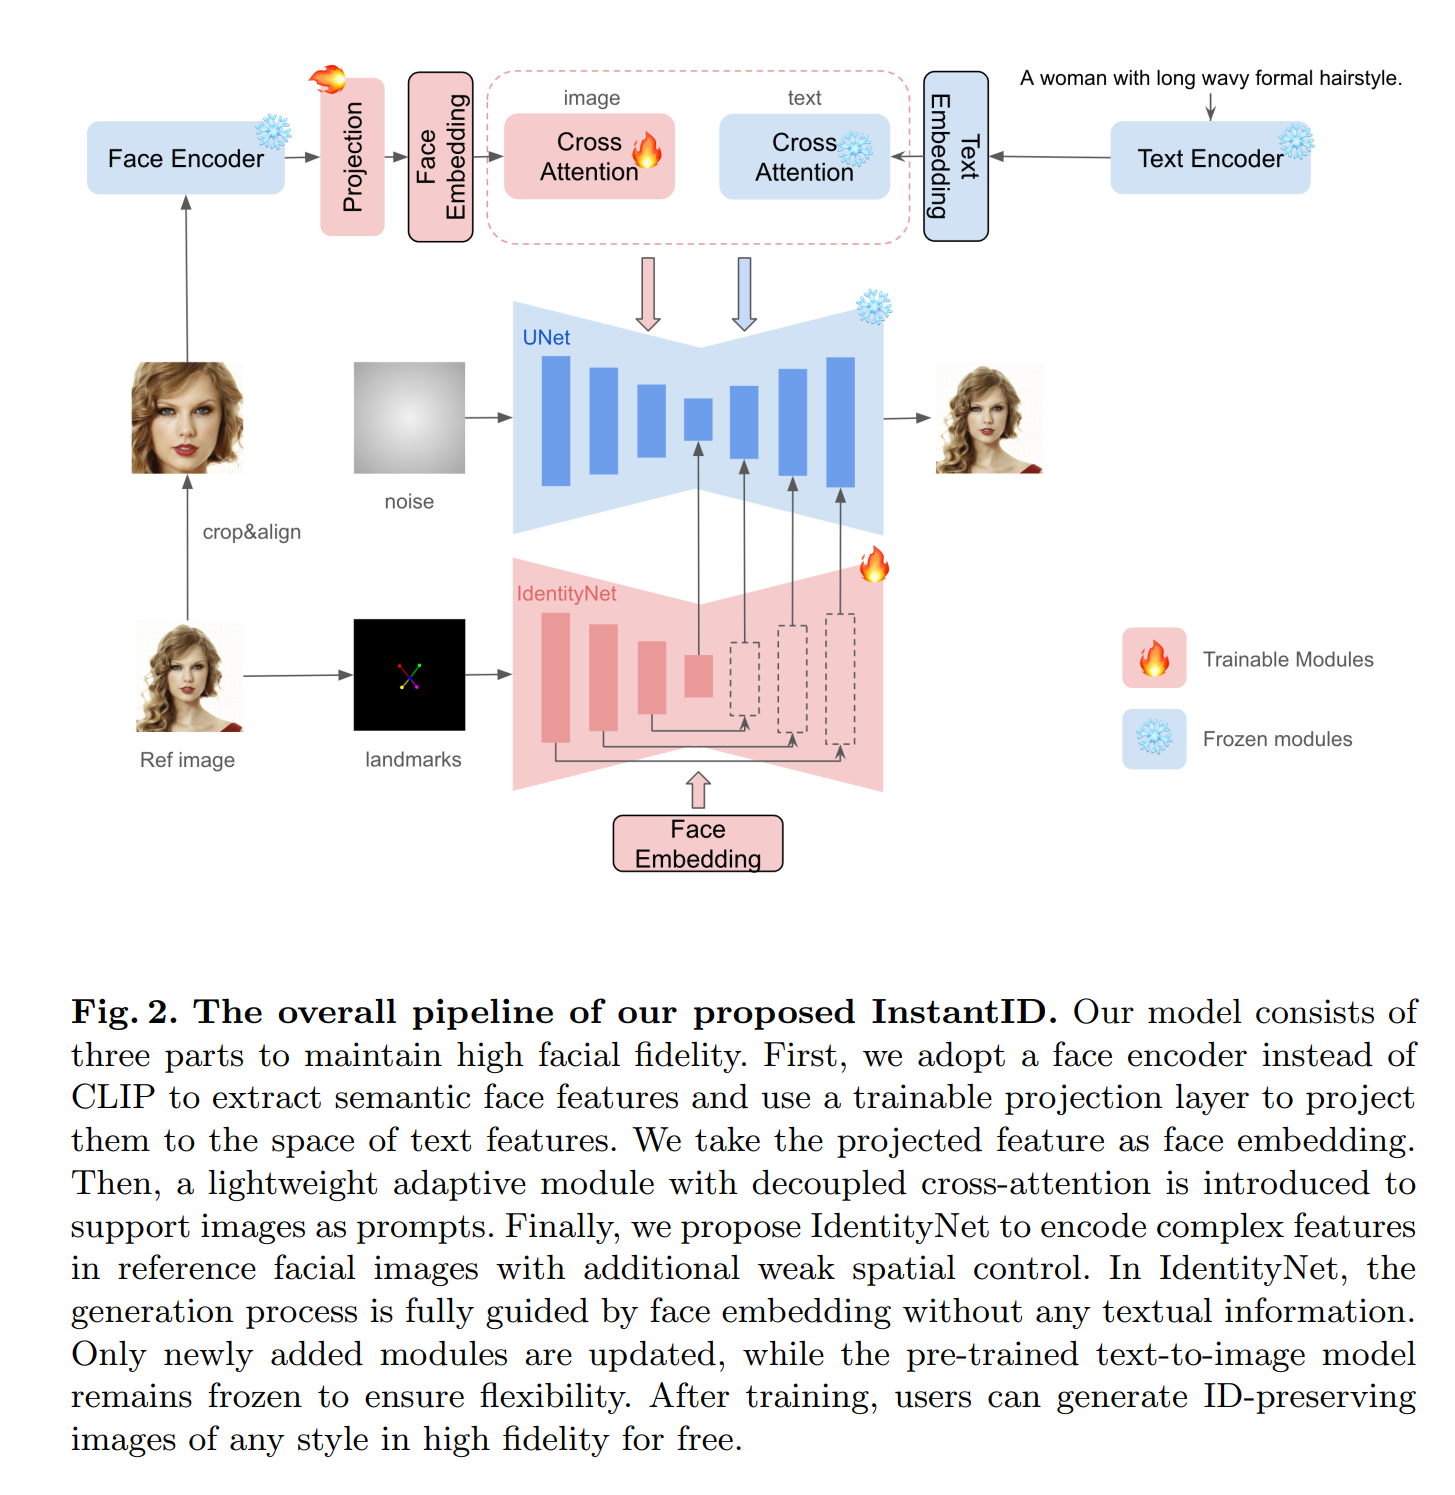 A woman with long wavy formal hairstyle.
image
text
Face Encoder
Projection
Face
Embedding
Cross
Attention
Cross
Attention
Text
Embedding
Text Encoder
UNet
noise
crop&align
IdentityNet
Ref image
landmarks
Trainable Modules
Frozen modules
Face
Embedding
Fig. 2. The overall pipeline of our proposed InstantID. Our model consists of
three parts to maintain high facial fidelity. First, we adopt a face encoder instead of
CLIP to extract semantic face features and use a trainable projection layer to project
them to the space of text features. We take the projected feature as face embedding.
Then, a lightweight adaptive module with decoupled cross-attention is introduced to
support images as prompts. Finally, we propose IdentityNet to encode complex features
in reference facial images with additional weak spatial control. In IdentityNet, the
generation process is fully guided by face embedding without any textual information.
Only newly added modules are updated, while the pre-trained text-to-image model
remains frozen to ensure flexibility. After training, users can generate ID-preserving
images of any style in high fidelity for free.